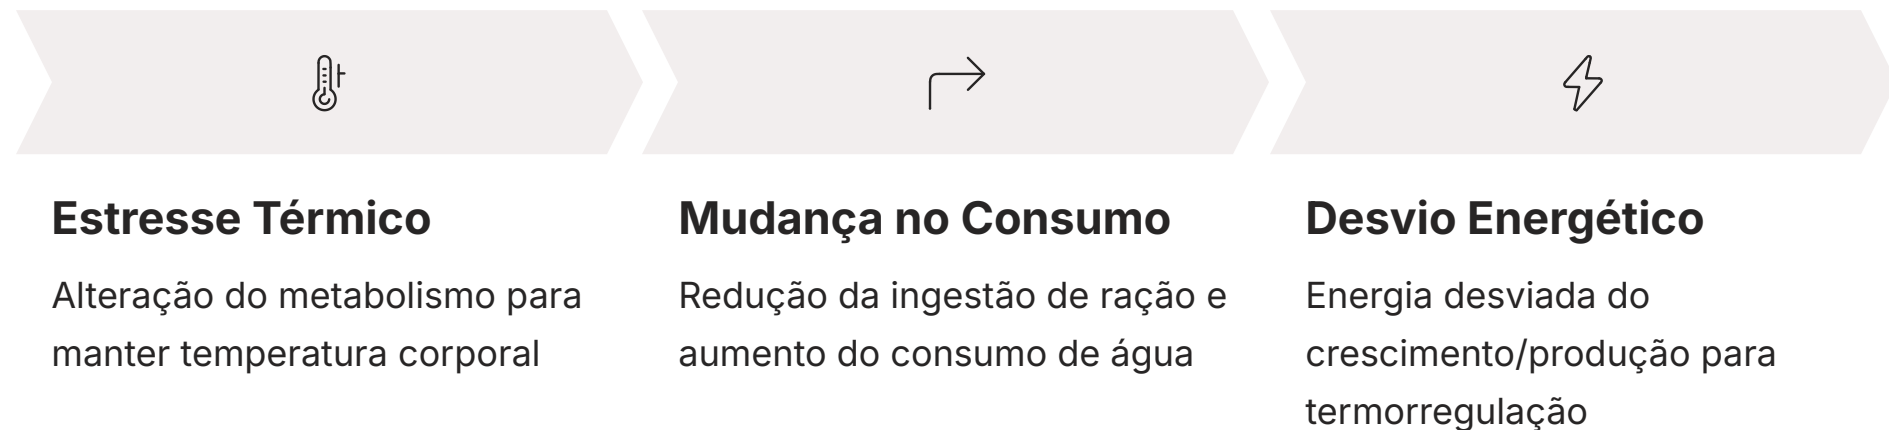 Estresse Térmico
Alteração do metabolismo para
manter temperatura corporal
Mudança no Consumo
Redução da ingestão de ração e
aumento do consumo de água
Desvio Energético
Energia desviada do
crescimento/produção para
termorregulação